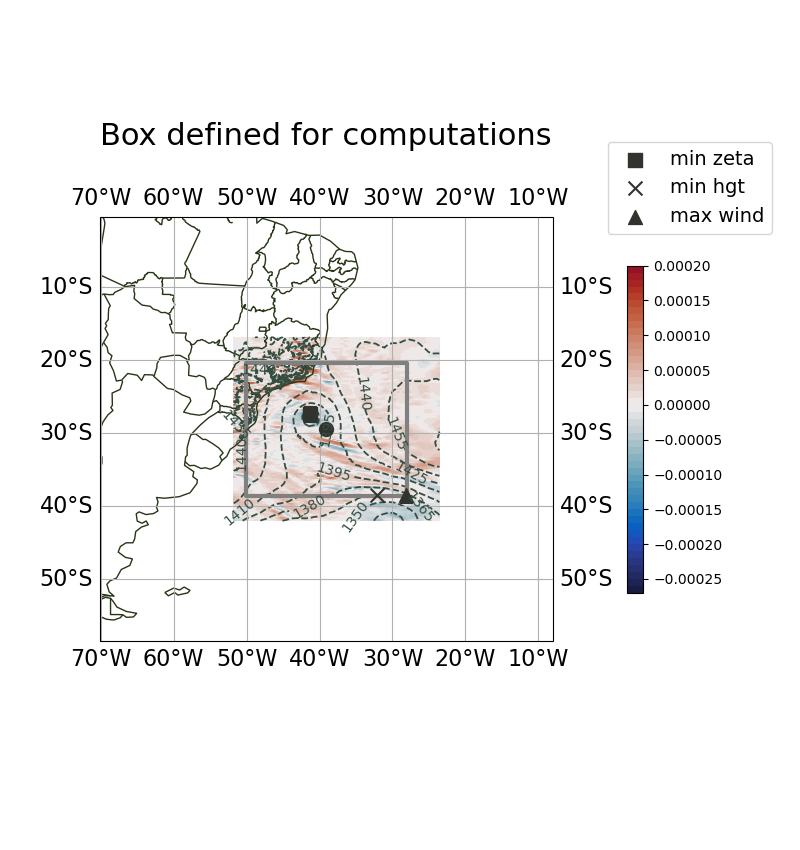 Box defined for computations
min zeta
min hgt
max wind
70°W 60°W 50°W 40°W 30°W 20°W 10°W
10°S 10°S
20°S 20°S
30°S 30°S
40°S 40°S
50°S 50°S
70°W 60°W 50°W 40°W 30°W 20°W 10°W
1440
1455
1440
1395
1425
1410
1380
1350
0.00020
0.00015
0.00010
0.00005
0.00000
−0.00005
−0.00010
−0.00015
−0.00020
−0.00025